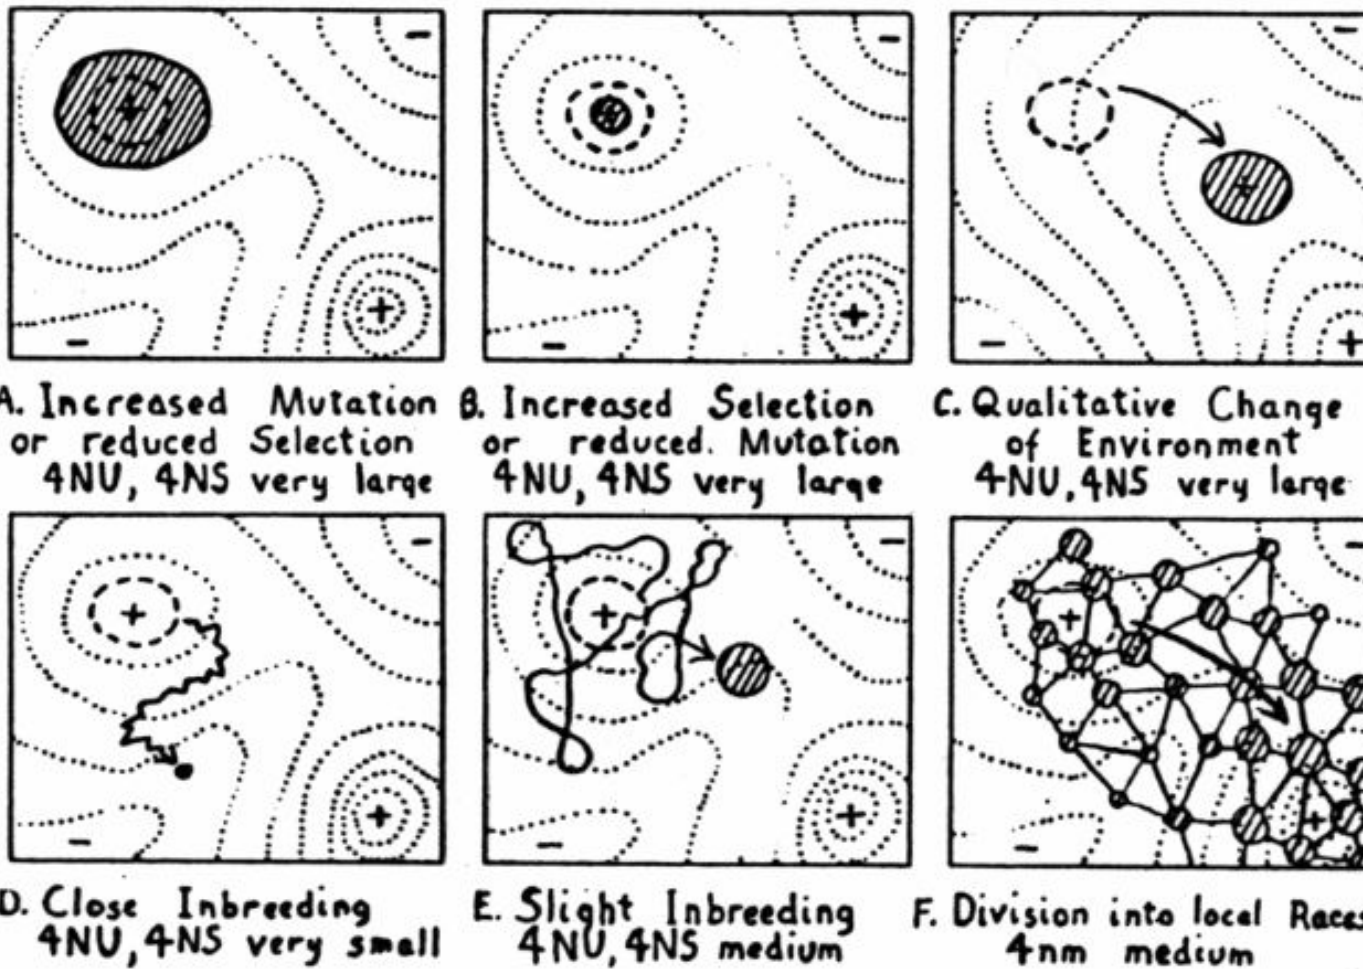 A. Increased Mutation
or reduced Selection
4NU, 4NS very large
B. Increased Selection
or reduced. Mutation
4NU, 4NS very large
C. Qualitative Change
of Environment
4NU, 4NS very large
D. Close Inbreeding
4NU, 4NS very small
E. Slight Inbreeding
4NU, 4NS medium
F. Division into local Races
4nm medium